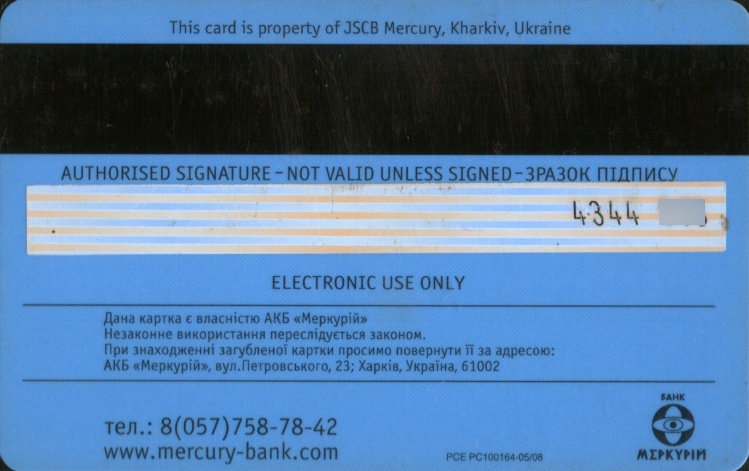 This card is property of JSCB Mercury, Kharkiv, Ukraine
AUTHORISED SIGNATURE – NOT VALID UNLESS SIGNED – ЗРАЗОК ПІДПИСУ
4344
ELECTRONIC USE ONLY
Дана картка є власністю АКБ «Меркурій»
Незаконне використання переслідується законом.
При знаходженні загубленої картки просимо повернути її за адресою:
АКБ «Меркурій», вул.Петровського, 23; Харків, Україна, 61002
тел.: 8(057)758-78-42
www.mercury-bank.com
PCE PC100164-05/08
БАНК
МЕРКУРІЙ